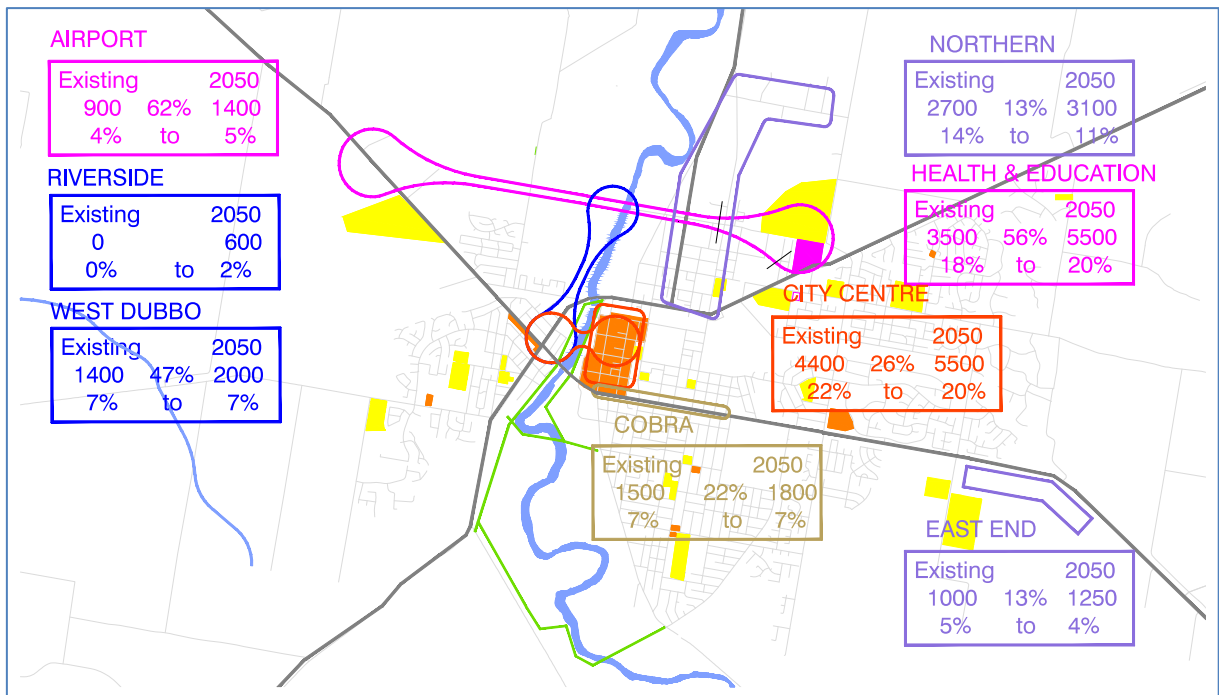 AIRPORT
Existing 2050
900 62% 1400
4% to 5%
RIVERSIDE
Existing 2050
0 600
0% to 2%
WEST DUBBO
Existing 2050
1400 47% 2000
7% to 7%
NORTHERN
Existing 2050
2700 13% 3100
14% to 11%
HEALTH & EDUCATION
Existing 2050
3500 56% 5500
18% to 20%
CITY CENTRE
Existing 2050
4400 26% 5500
22% to 20%
COBRA
Existing 2050
1500 22% 1800
7% to 7%
EAST END
Existing 2050
1000 13% 1250
5% to 4%